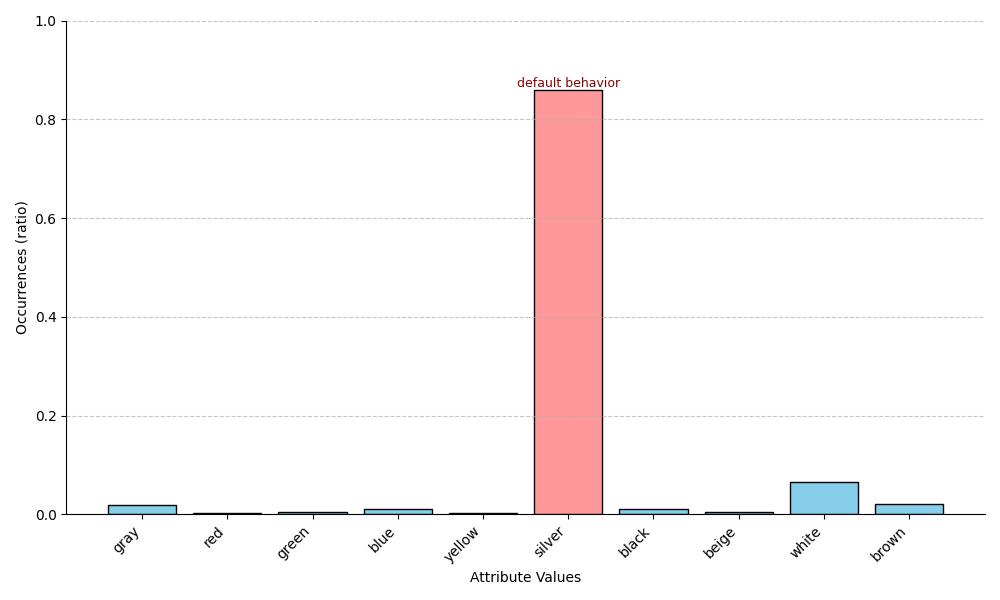 1.0
default behavior
0.8
0.6
0.4
0.2
0.0
Occurrences (ratio)
gray
red
green
blue
yellow
silver
black
beige
white
brown
Attribute Values